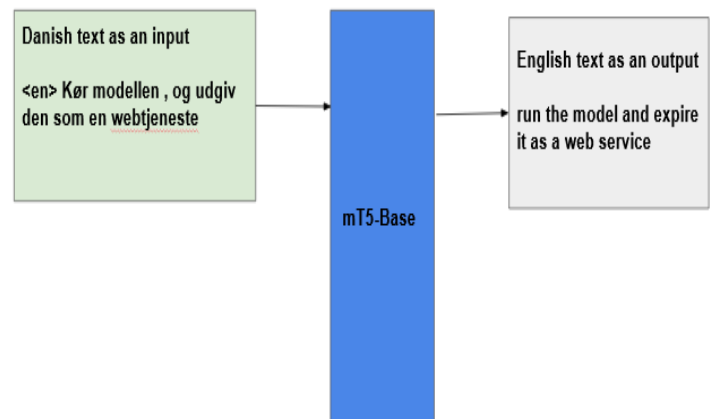 Danish text as an input
<en> Kør modellen , og udgiv
den som en webtjeneste
mT5-Base
English text as an output
run the model and expire
it as a web service